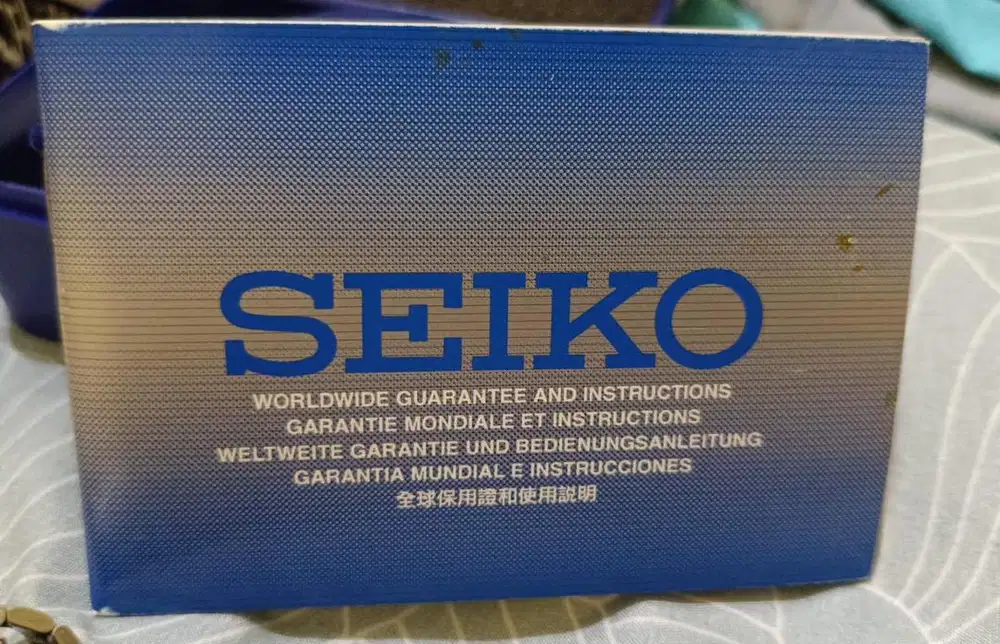 SEIKO
WORLDWIDE GUARANTEE AND INSTRUCTIONS
GARANTIE MONDIALE ET INSTRUCTIONS
WELTWEITE GARANTIE UND BEDIENUNGSANLEITUNG
GARANTIA MUNDIAL E INSTRUCCIONES
全球保用證和使用説明